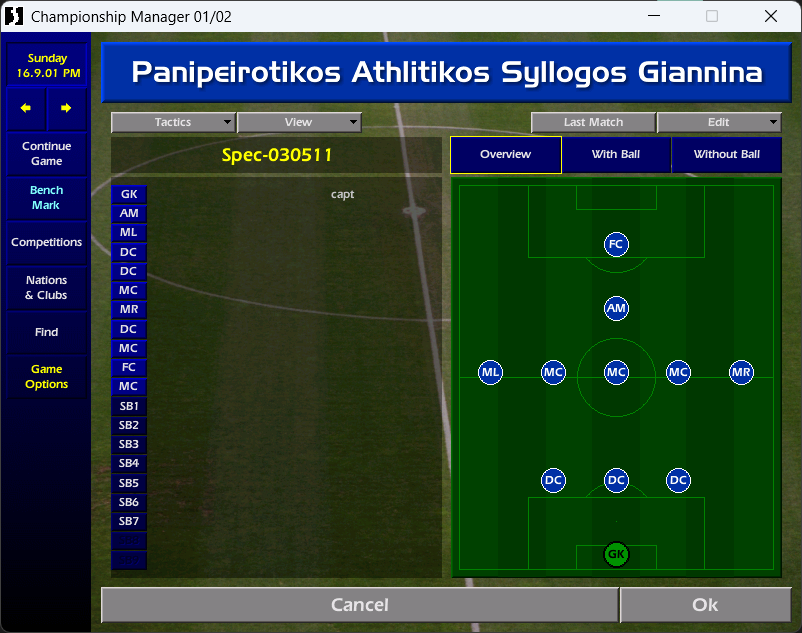 Championship Manager 01/02
Sunday
16.9.01 PM
Continue
Game
Bench
Mark
Competitions
Nations
& Clubs
Find
Game
Options
Panipeirotikos Athlitikos Syllogos Giannina
Tactics
View
Last Match
Edit
Spec-030511
GK capt
AM
ML
DC
DC
MC
MR
DC
MC
FC
MC
SB1
SB2
SB3
SB4
SB5
SB6
SB7
Overview
With Ball
Without Ball
FC
AM
ML MC MC MC MR
DC DC DC
GK
Cancel
Ok